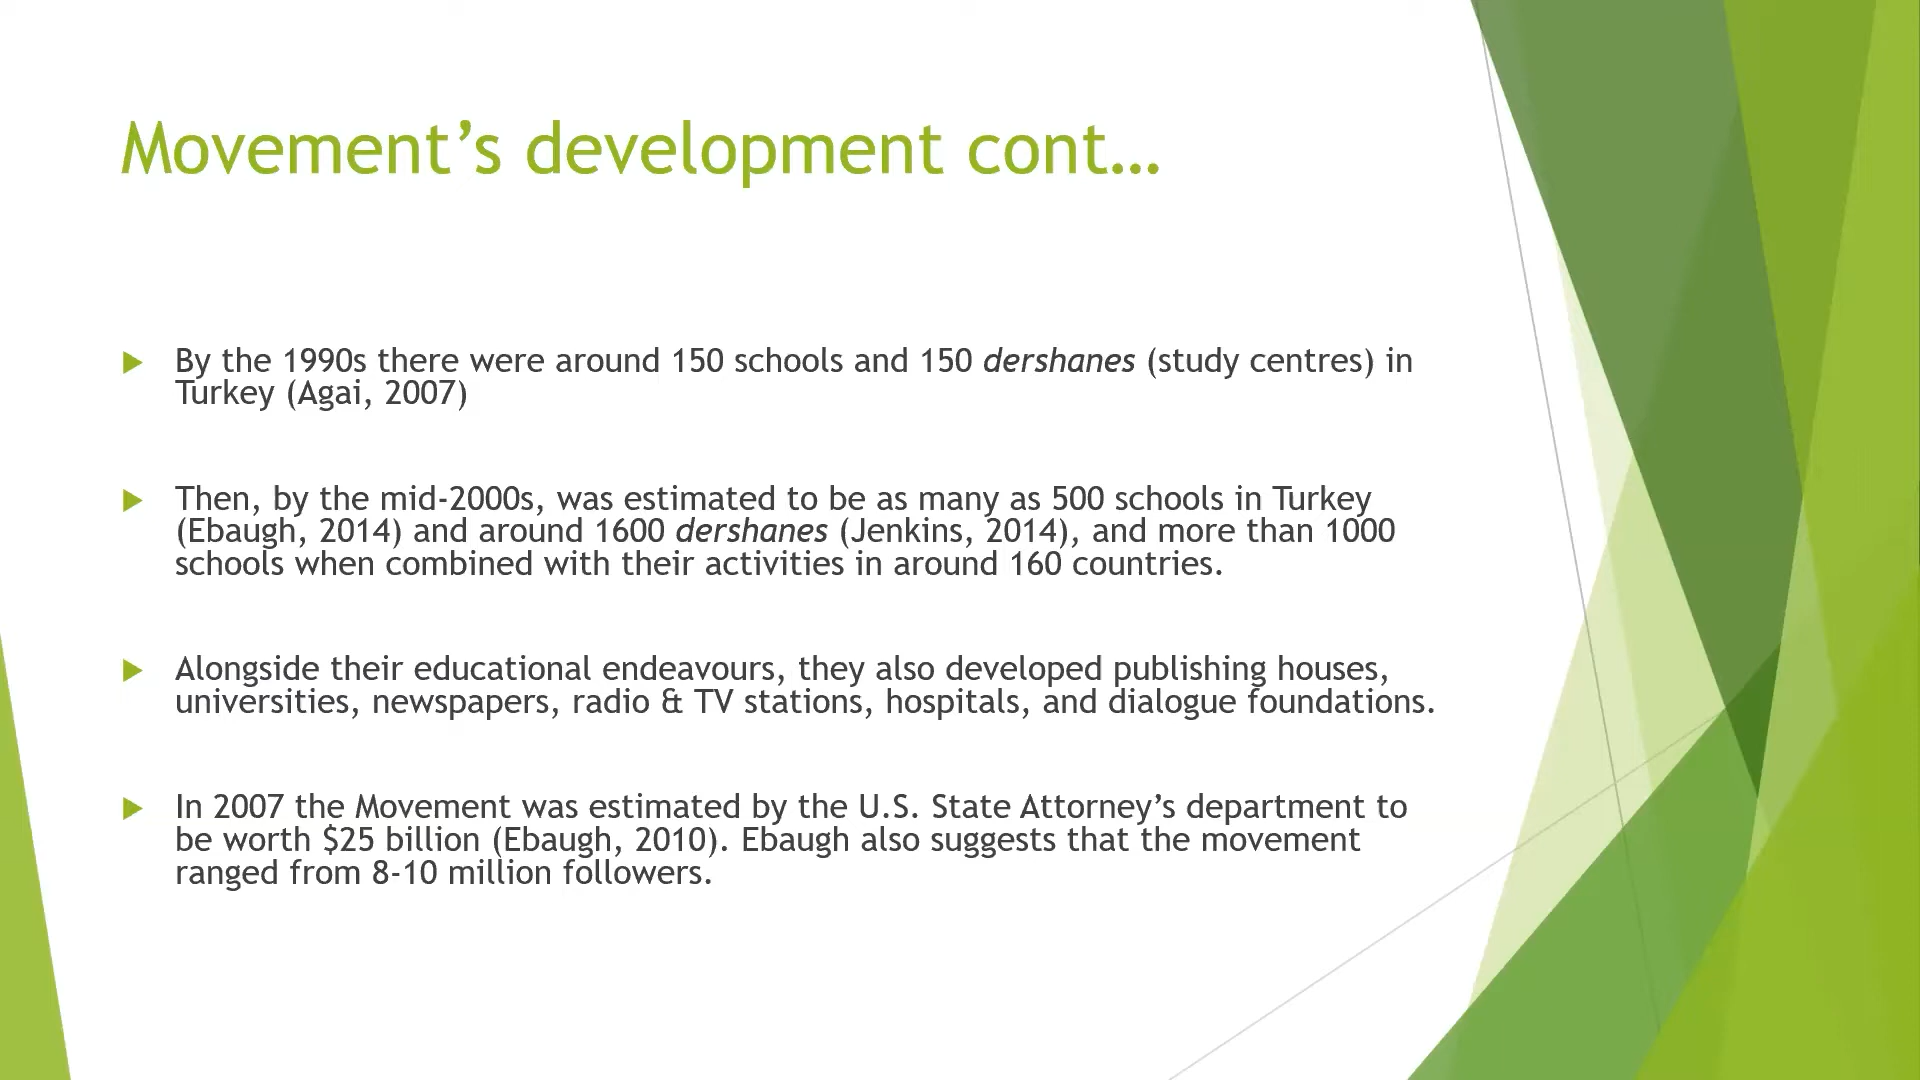 Movement’s development cont…
By the 1990s there were around 150 schools and 150 dershanes (study centres) in
Turkey (Agai, 2007)
Then, by the mid-2000s, was estimated to be as many as 500 schools in Turkey
(Ebaugh, 2014) and around 1600 dershanes (Jenkins, 2014), and more than 1000
schools when combined with their activities in around 160 countries.
Alongside their educational endeavours, they also developed publishing houses,
universities, newspapers, radio & TV stations, hospitals, and dialogue foundations.
In 2007 the Movement was estimated by the U.S. State Attorney’s department to
be worth $25 billion (Ebaugh, 2010). Ebaugh also suggests that the movement
ranged from 8-10 million followers.